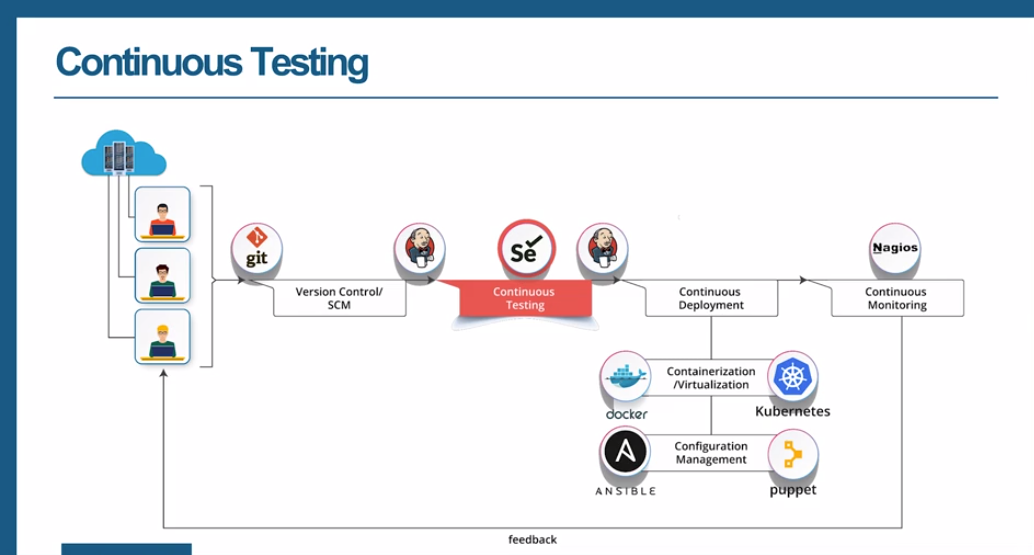 Continuous Testing
git
Version Control/
SCM
Se
Continuous
Testing
Continuous
Deployment
Nagios
Continuous
Monitoring
Containerization
/Virtualization
docker
Kubernetes
Configuration
Management
ANSIBLE
puppet
feedback